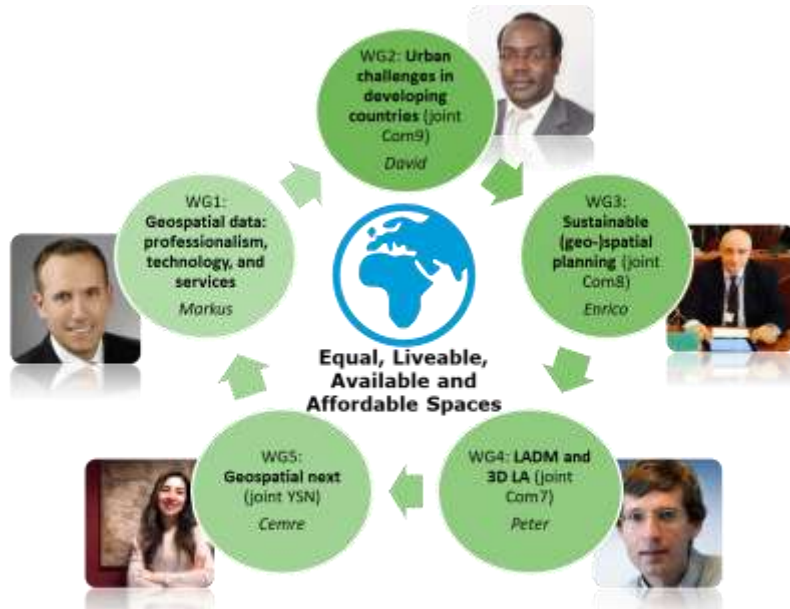 WG2: Urban
challenges in
developing
countries (joint
Com9)
David
WG1:
Geospatial data:
professionalism,
technology, and
services
Markus
WG3:
Sustainable
(geo-)spatial
planning (joint
Com8)
Enrico
Equal, Liveable,
Available and
Affordable Spaces
WG5:
Geospatial next
(joint YSN)
Cemre
WG4: LADM and
3D LA (joint
Com7)
Peter